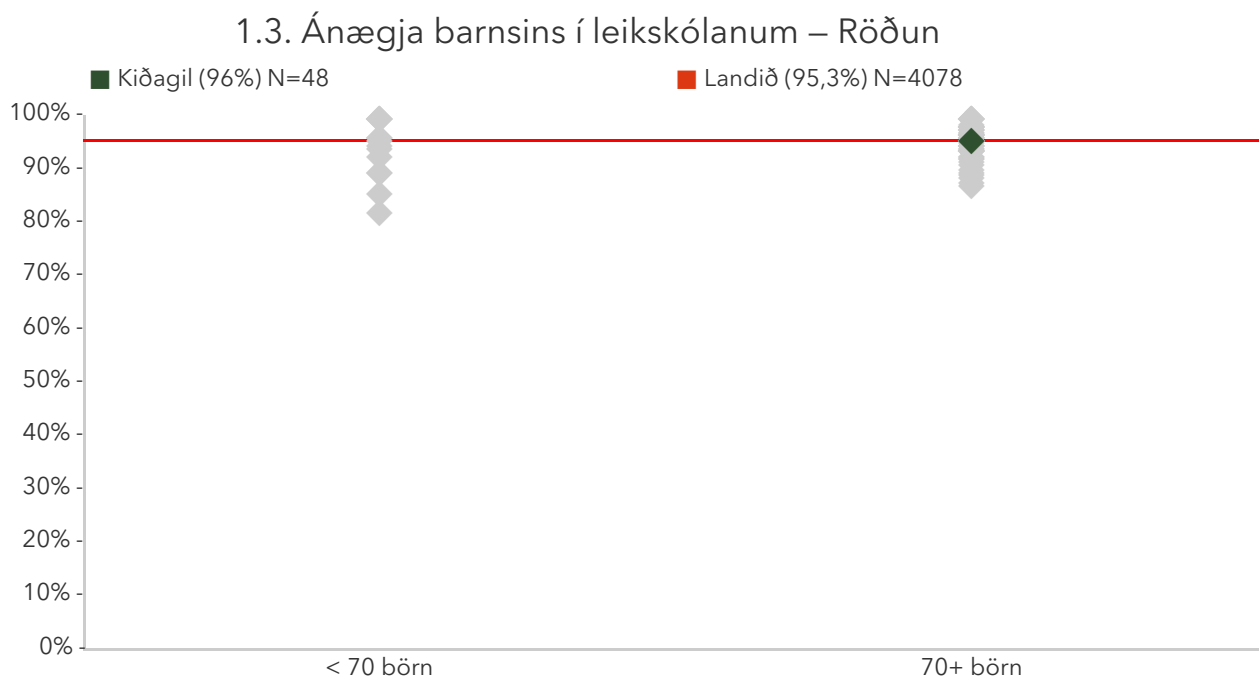 1.3. Ánægja barnsins í leikskólanum – Röðun
Kiðagil (96%) N=48
Landið (95,3%) N=4078
100%
90%
80%
70%
60%
50%
40%
30%
20%
10%
0%
< 70 börn
70+ börn